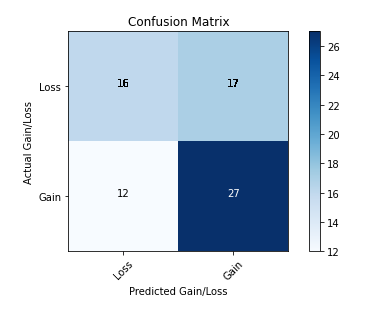 Confusion Matrix
Actual Gain/Loss
Loss
16
17
Gain
12
27
Loss
Gain
Predicted Gain/Loss
26
24
22
20
18
16
14
12